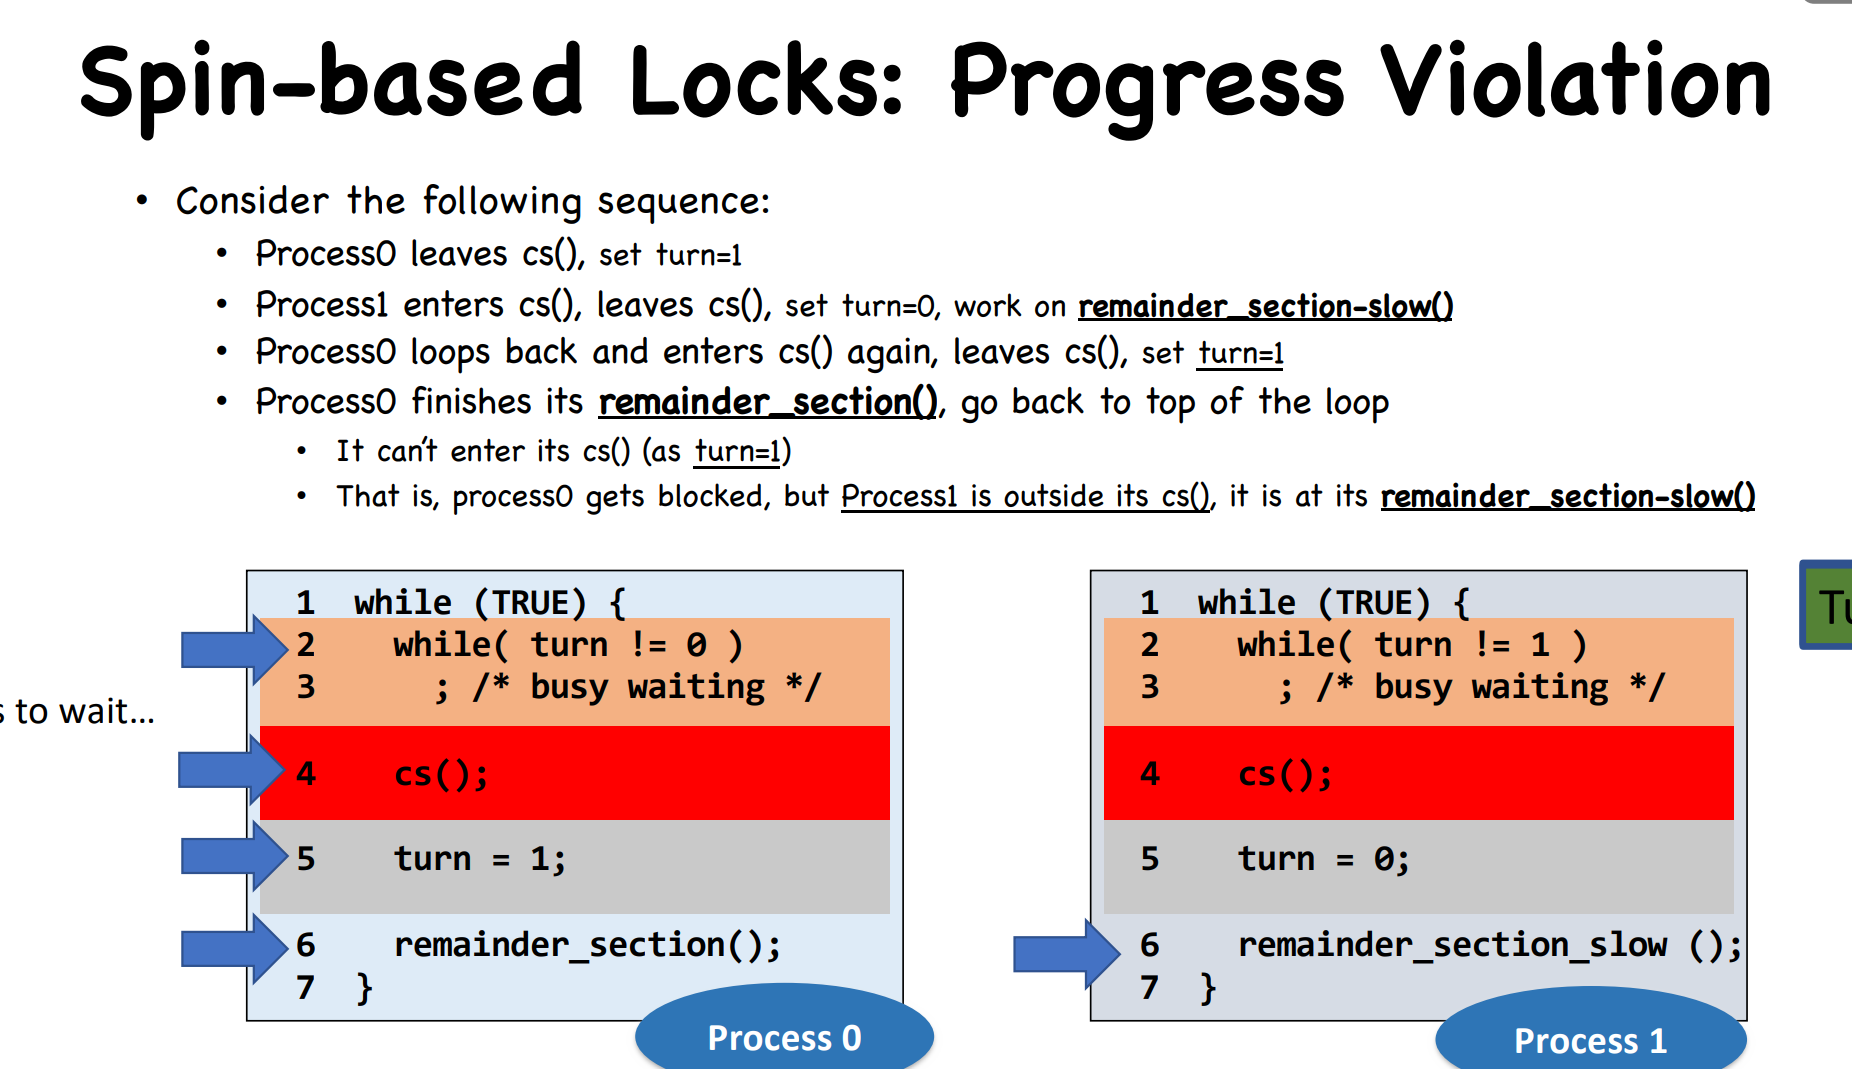 Spin-based Locks: Progress Violation
• Consider the following sequence:
• Process0 leaves cs(), set turn=1
• Process1 enters cs(), leaves cs(), set turn=0, work on remainder_section-slow()
• Process0 loops back and enters cs() again, leaves cs(), set turn=1
• Process0 finishes its remainder_section(), go back to top of the loop
• It can't enter its cs() (as turn=1)
• That is, process0 gets blocked, but Process1 is outside its cs(), it is at its remainder_section-slow()
s to wait...
1 while (TRUE) {
2 while( turn != 0 )
3 ; /* busy waiting */
4 cs();
5 turn = 1;
6 remainder_section();
7 }
Process 0
1 while (TRUE) {
2 while( turn != 1 )
3 ; /* busy waiting */
4 cs();
5 turn = 0;
6 remainder_section_slow ();
7 }
Process 1